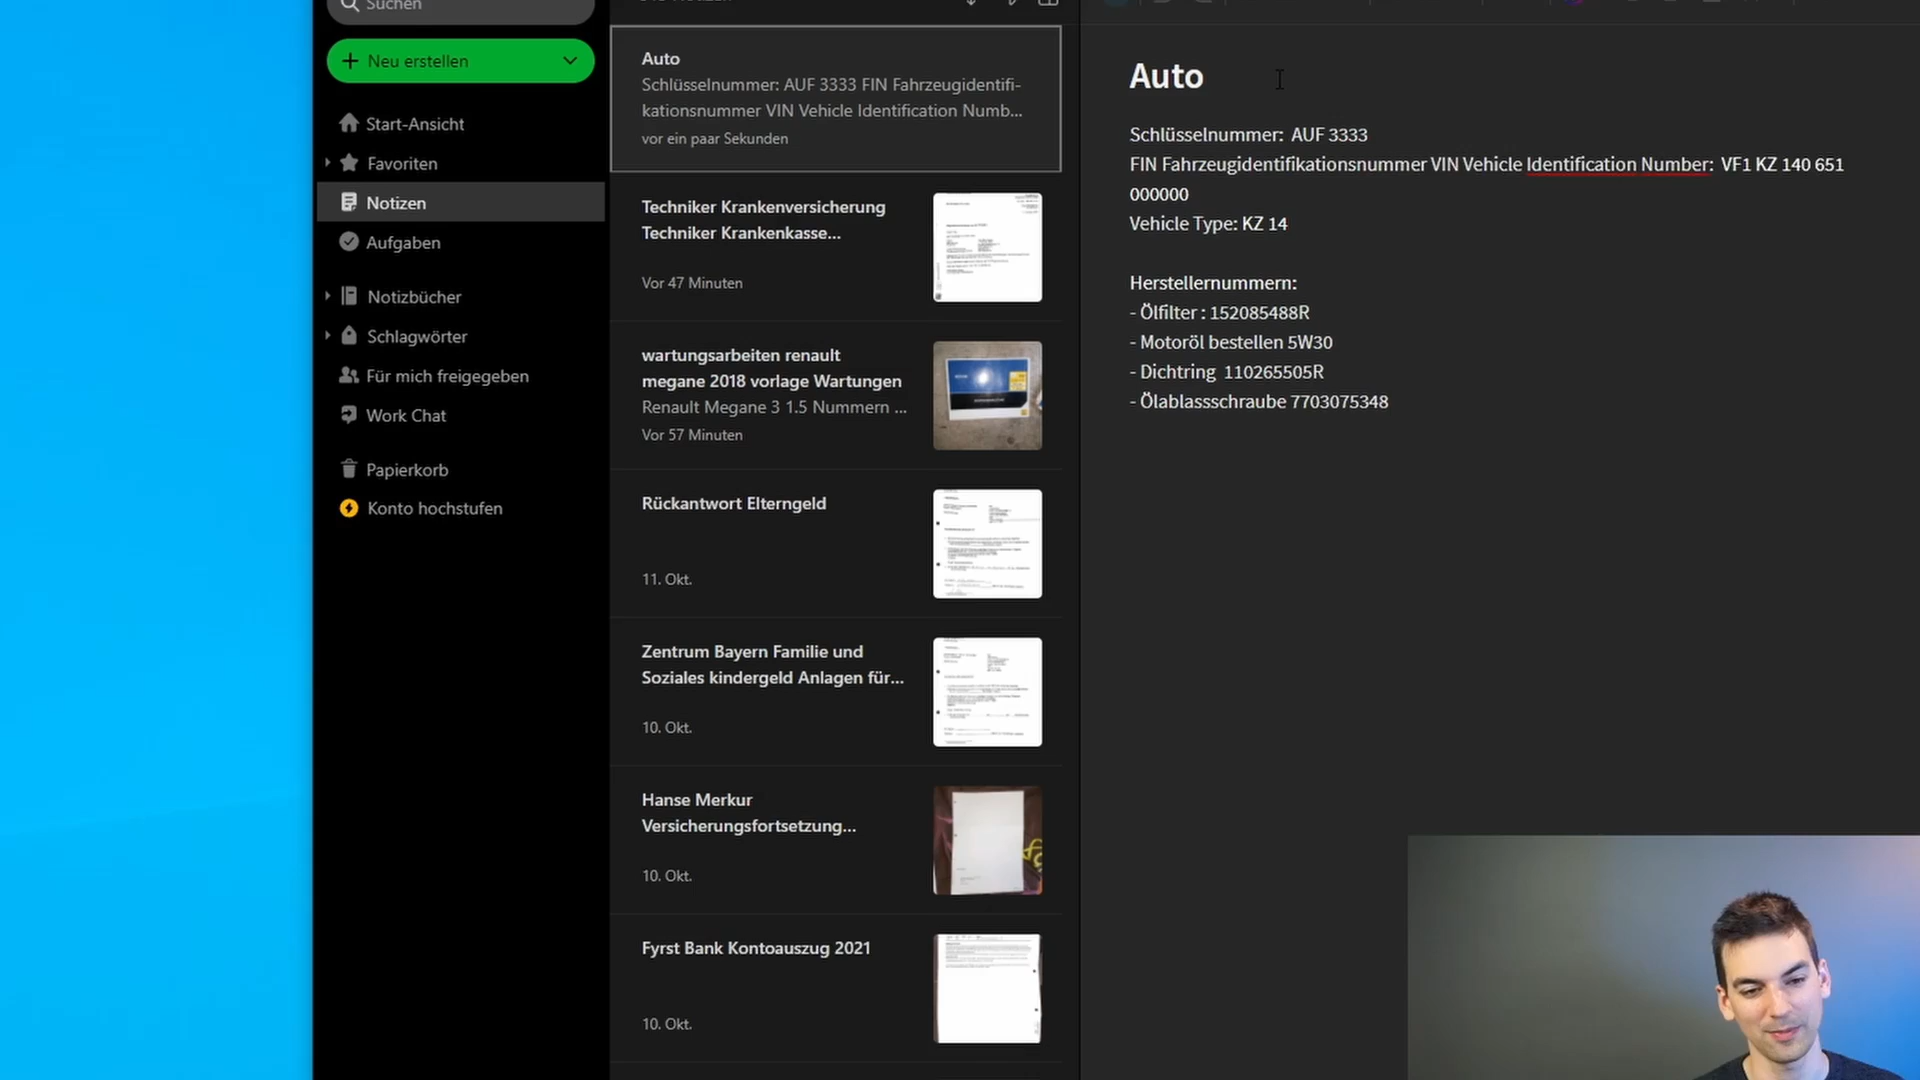 Suchen
Neu erstellen
Start-Ansicht
Favoriten
Notizen
Aufgaben
Notizbücher
Schlagwörter
Für mich freigegeben
Work Chat
Papierkorb
Konto hochstufen
Auto
Schlüsselnummer: AUF 3333 FIN Fahrzeugidentifi-
kationsnummer VIN Vehicle Identification Numb...
vor ein paar Sekunden
Techniker Krankenversicherung
Techniker Krankenkasse...
Vor 47 Minuten
wartungsarbeiten renault
megane 2018 vorlage Wartungen
Renault Megane 3 1.5 Nummern ...
Vor 57 Minuten
Rückantwort Elterngeld
11. Okt.
Zentrum Bayern Familie und
Soziales kindergeld Anlagen für...
10. Okt.
Hanse Merkur
Versicherungsfortsetzung...
10. Okt.
Fyrst Bank Kontoauszug 2021
10. Okt.
Auto
Schlüsselnummer: AUF 3333
FIN Fahrzeugidentifikationsnummer VIN Vehicle Identification Number: VF1 KZ 140 651
000000
Vehicle Type: KZ 14
Herstellernummern:
- Ölfilter : 152085488R
- Motoröl bestellen 5W30
- Dichtring 110265505R
- Ölablassschraube 7703075348